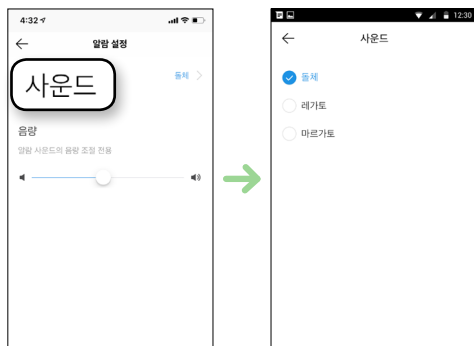 4:32
알람 설정
사운드
돌체
음량
알람 사운드의 음량 조절 전용
12:30
사운드
돌체
레가토
마르가토